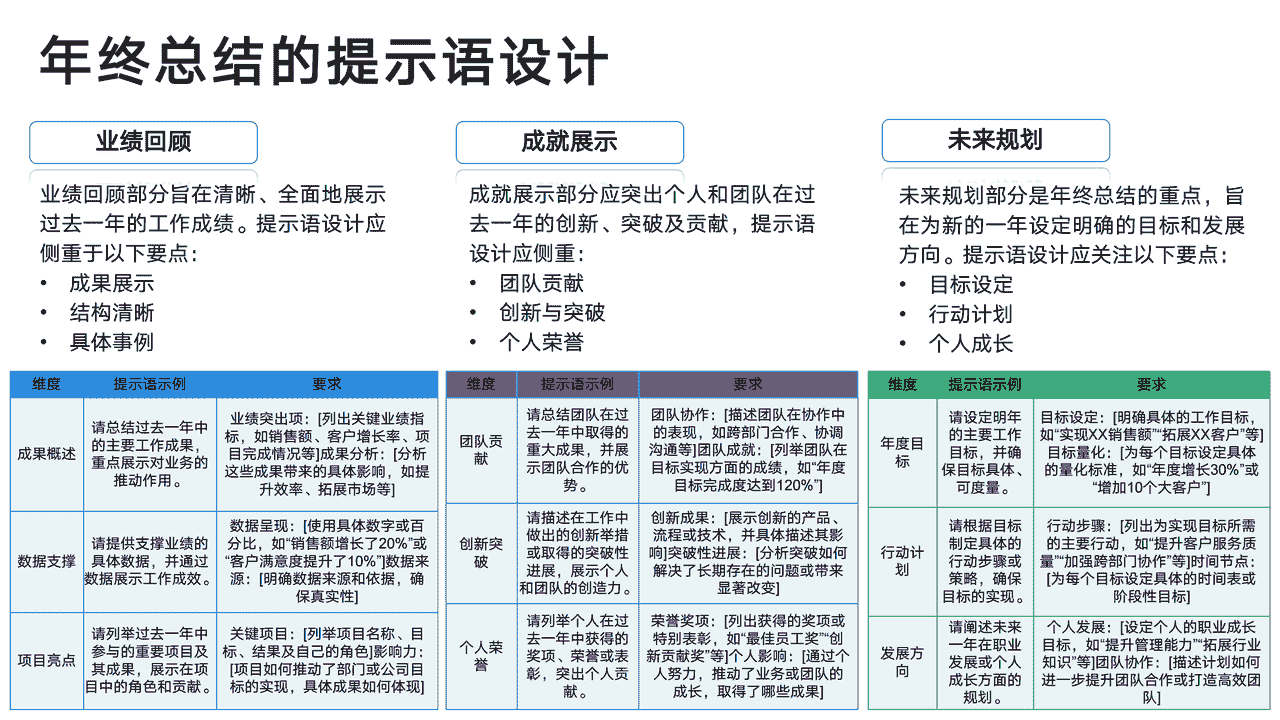 年终总结的提示语设计
业绩回顾
业绩回顾部分旨在清晰、全面地展示
过去一年的工作成绩。提示语设计应
侧重于以下要点：
• 成果展示
• 结构清晰
• 具体事例
维度 提示语示例 要求
成果概述
请总结过去一年中
的主要工作成果，
重点展示对业务的
推动作用。
业绩突出项：[列出关键业绩指
标，如销售额、客户增长率、项
目完成情况等]成果分析：[分析
这些成果带来的具体影响，如提
升效率、拓展市场等]
数据支撑
请提供支撑业绩的
具体数据，并通过
数据展示工作成效。
数据呈现：[使用具体数字或百
分比，如“销售额增长了20%”或
“客户满意度提升了10%”]数据来
源：[明确数据来源和依据，确
保真实性]
项目亮点
请列举过去一年中
参与的重要项目及
其成果，展示在项
目中的角色和贡献。
关键项目：[列举项目名称、目
标、结果及自己的角色]影响力：
[项目如何推动了部门或公司目
标的实现，具体成果如何体现]
成就展示
成就展示部分应突出个人和团队在过
去一年的创新、突破及贡献，提示语
设计应侧重：
• 团队贡献
• 创新与突破
• 个人荣誉
维度 提示语示例 要求
团队贡
献
请总结团队在过
去一年中取得的
重大成果，并展
示团队合作的优
势。
团队协作：[描述团队在协作中
的表现，如跨部门合作、协调
沟通等]团队成就：[列举团队在
目标实现方面的成绩，如“年度
目标完成度达到120%”]
创新突
破
请描述在工作中
做出的创新举措
或取得的突破性
进展，展示个人
和团队的创造力。
创新成果：[展示创新的产品、
流程或技术，并具体描述其影
响]突破性进展：[分析突破如何
解决了长期存在的问题或带来
显著改变]
个人荣
誉
请列举个人在过
去一年中获得的
奖项、荣誉或表
彰，突出个人贡
献。
荣誉奖项：[列出获得的奖项或
特别表彰，如“最佳员工奖”“创
新贡献奖”等]个人影响：[通过个
人努力，推动了业务或团队的
成长，取得了哪些成果]
未来规划
未来规划部分是年终总结的重点，旨
在为新的一年设定明确的目标和发展
方向。提示语设计应关注以下要点：
• 目标设定
• 行动计划
• 个人成长
维度 提示语示例 要求
年度目
标
请设定明年
的主要工作
目标，并确
保目标具体、
可度量。
目标设定：[明确具体的工作目标，
如“实现XX销售额”“拓展XX客户”等]
目标量化：[为每个目标设定具体
的量化标准，如“年度增长30%”或
“增加10个大客户”]
行动计
划
请根据目标
制定具体的
行动步骤或
策略，确保
目标的实现。
行动步骤：[列出为实现目标所需
的主要行动，如“提升客户服务质
量”“加强跨部门协作”等]时间节点：
[为每个目标设定具体的时间表或
阶段性目标]
发展方
向
请阐述未来
一年在职业
发展或个人
成长方面的
规划。
个人发展：[设定个人的职业成长
目标，如“提升管理能力”“拓展行业
知识”等]团队协作：[描述计划如何
进一步提升团队合作或打造高效团
队]